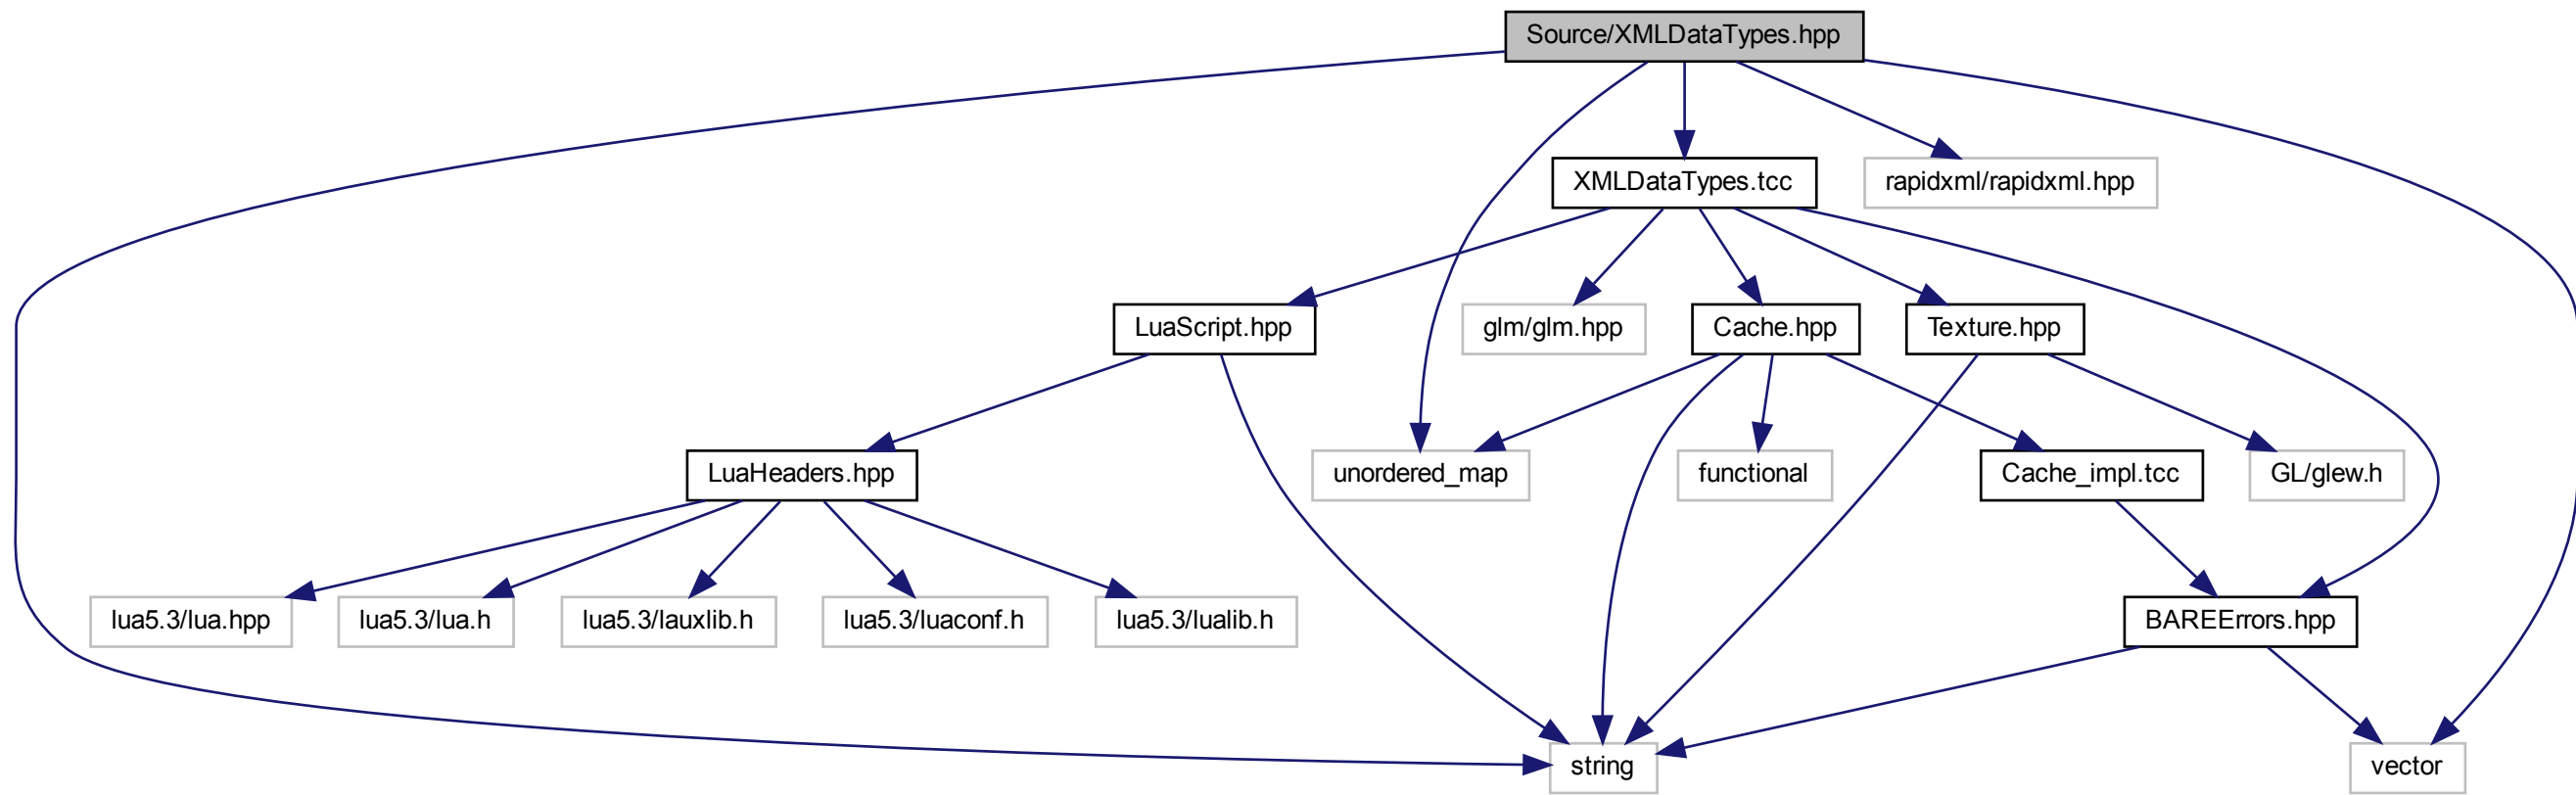 Source/XMLDataTypes.hpp
XMLDataTypes.tcc
rapidxml/rapidxml.hpp
LuaScript.hpp
glm/glm.hpp
Cache.hpp
Texture.hpp
LuaHeaders.hpp
unordered_map
functional
Cache_impl.tcc
GL/glew.h
lua5.3/lua.hpp
lua5.3/lua.h
lua5.3/lauxlib.h
lua5.3/luaconf.h
lua5.3/lualib.h
BAREErrors.hpp
string
vector